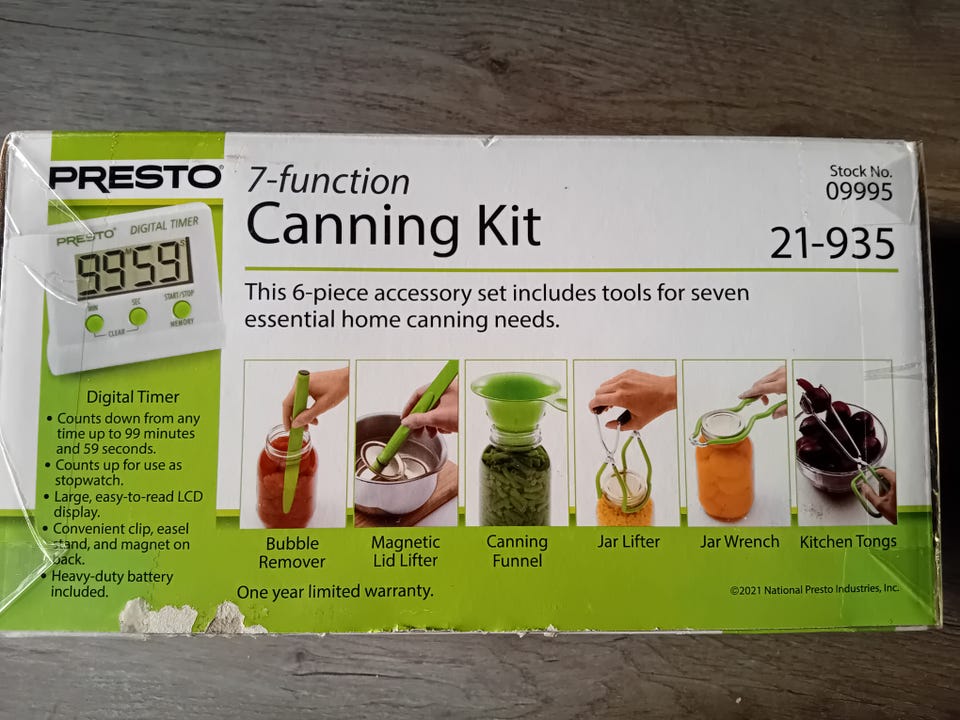 PRESTO®
7-function
Canning Kit
Stock No.
09995
21-935
This 6-piece accessory set includes tools for seven
essential home canning needs.
PRESTO® DIGITAL TIMER
99 59
M S
MIN SEC START/STOP
CLEAR MEMORY
Digital Timer
• Counts down from any
time up to 99 minutes
and 59 seconds.
• Counts up for use as
stopwatch.
• Large, easy-to-read LCD
display.
• Convenient clip, easel
stand, and magnet on
back.
• Heavy-duty battery
included.
Bubble
Remover
Magnetic
Lid Lifter
Canning
Funnel
Jar Lifter
Jar Wrench
Kitchen Tongs
One year limited warranty.
©2021 National Presto Industries, Inc.